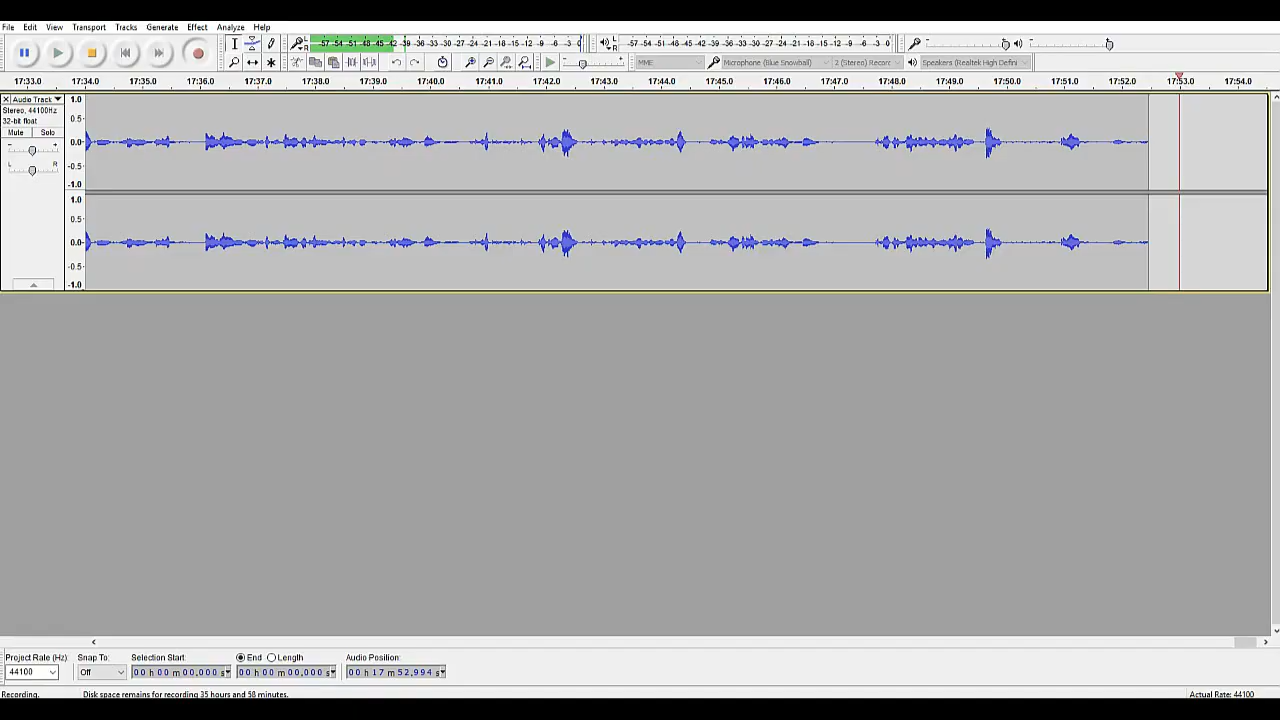 File Edit View Transport Tracks Generate Effect Analyze Help
L R -57 -54 -51 -48 -45 -42 -39 -36 -33 -30 -27 -24 -21 -18 -15 -12 -9 -6 -3 0 L R -57 -54 -51 -48 -45 -42 -39 -36 -33 -30 -27 -24 -21 -18 -15 -12 -9 -6 -3 0
MME Microphone (Blue Snowball) 2 (Stereo) Recorc Speakers (Realtek High Defini
17:33.0 17:34.0 17:35.0 17:36.0 17:37.0 17:38.0 17:39.0 17:40.0 17:41.0 17:42.0 17:43.0 17:44.0 17:45.0 17:46.0 17:47.0 17:48.0 17:49.0 17:50.0 17:51.0 17:52.0 17:53.0 17:54.0
Audio Track 1.0
Stereo, 44100Hz
32-bit float 0.5
Mute Solo
- + 0.0
L R -0.5
-1.0
1.0
0.5
0.0
-0.5
-1.0
Project Rate (Hz) Snap To: Selection Start: End Length Audio Position:
44100 Off 00 h 00 m 00,000 s 00 h 00 m 00,000 s 00 h 17 m 52,994 s
Recording. Disk space remains for recording 35 hours and 58 minutes. Actual Rate: 44100